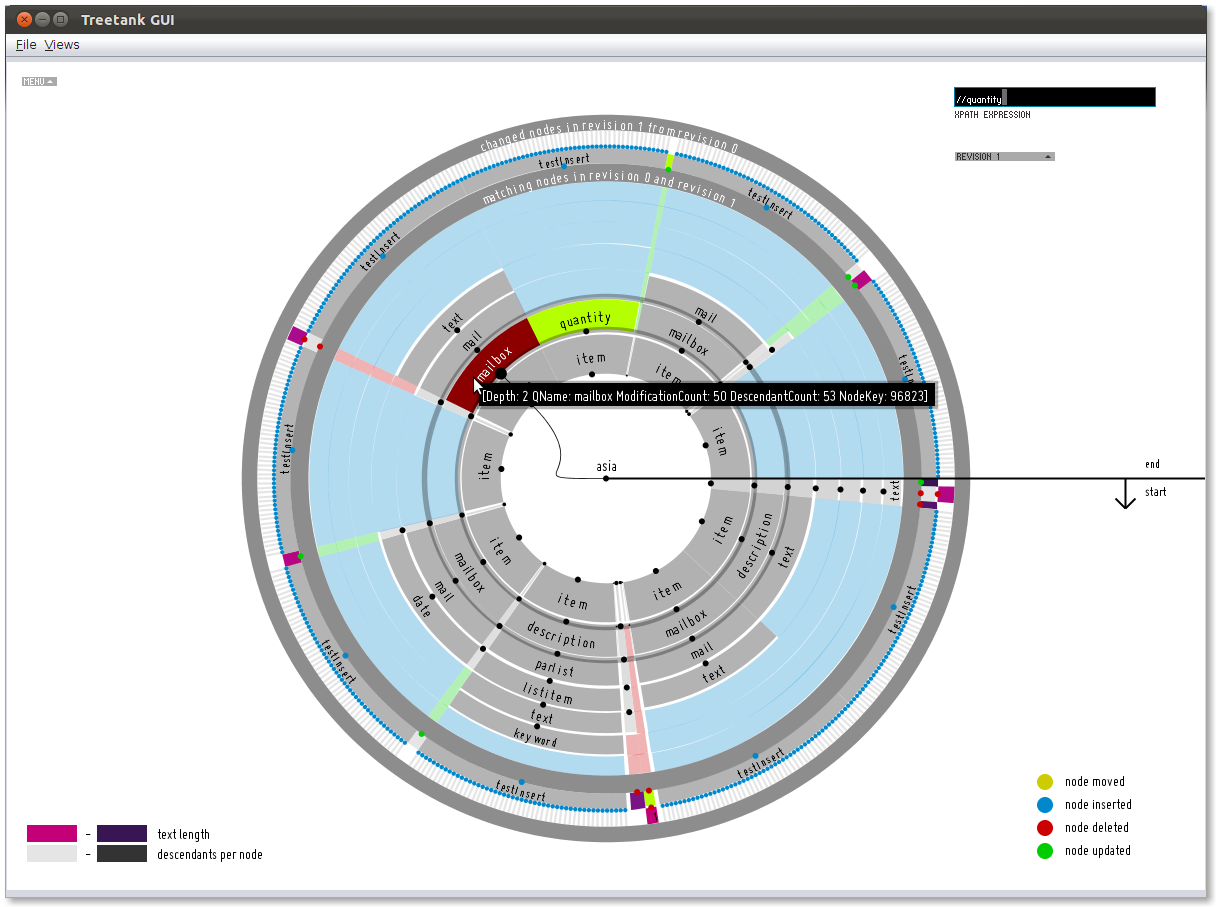 Treetank GUI
File Views
MENU
//quantity
XPATH EXPRESSION
REVISION 1
changed nodes in revision 1 from revision 0
testInsert
matching nodes in revision 0 and revision 1
testInsert
testInsert
testInsert
testInsert
testInsert
testInsert
testInsert
testInsert
text
mail
mailbox
quantity
item
mail
mailbox
item
[Depth: 2 QName: mailbox ModificationCount: 50 DescendantCount: 53 NodeKey: 96823]
item
item
asia
end
start
text
item
description
text
item
mailbox
mail
text
item
mailbox
mail
date
item
description
parlist
listitem
text
keyword
node moved
node inserted
node deleted
node updated
– text length
– descendants per node